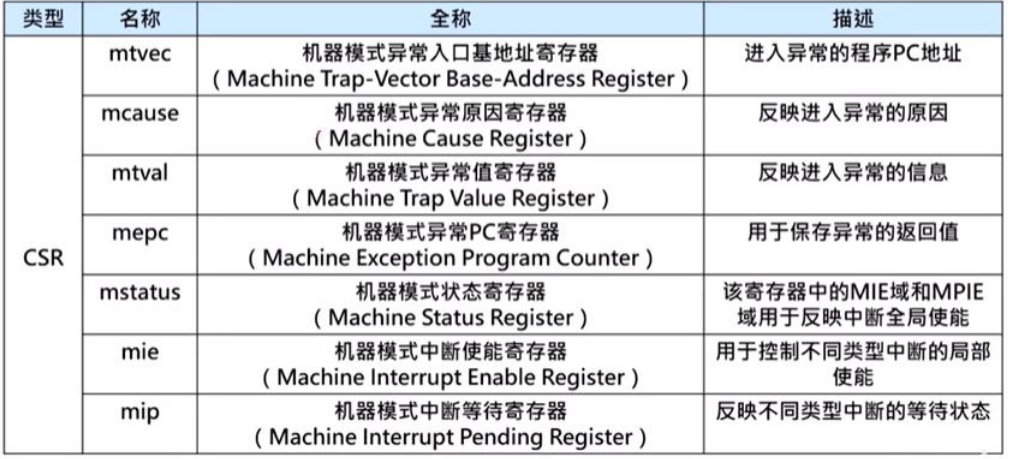 类型 名称 全称 描述
mtvec 机器模式异常入口基地址寄存器 进入异常的程序PC地址
( Machine Trap-Vector Base-Address Register )
mcause 机器模式异常原因寄存器 反映进入异常的原因
( Machine Cause Register )
mtval 机器模式异常值寄存器 反映进入异常的信息
( Machine Trap Value Register )
CSR mepc 机器模式异常PC寄存器 用于保存异常的返回值
( Machine Exception Program Counter )
mstatus 机器模式状态寄存器 该寄存器中的MIE域和MPIE
( Machine Status Register ) 域用于反映中断全局使能
mie 机器模式中断使能寄存器 用于控制不同类型中断的局部
( Machine Interrupt Enable Register ) 使能
mip 机器模式中断等待寄存器 反映不同类型中断的等待状态
( Machine Interrupt Pending Register )